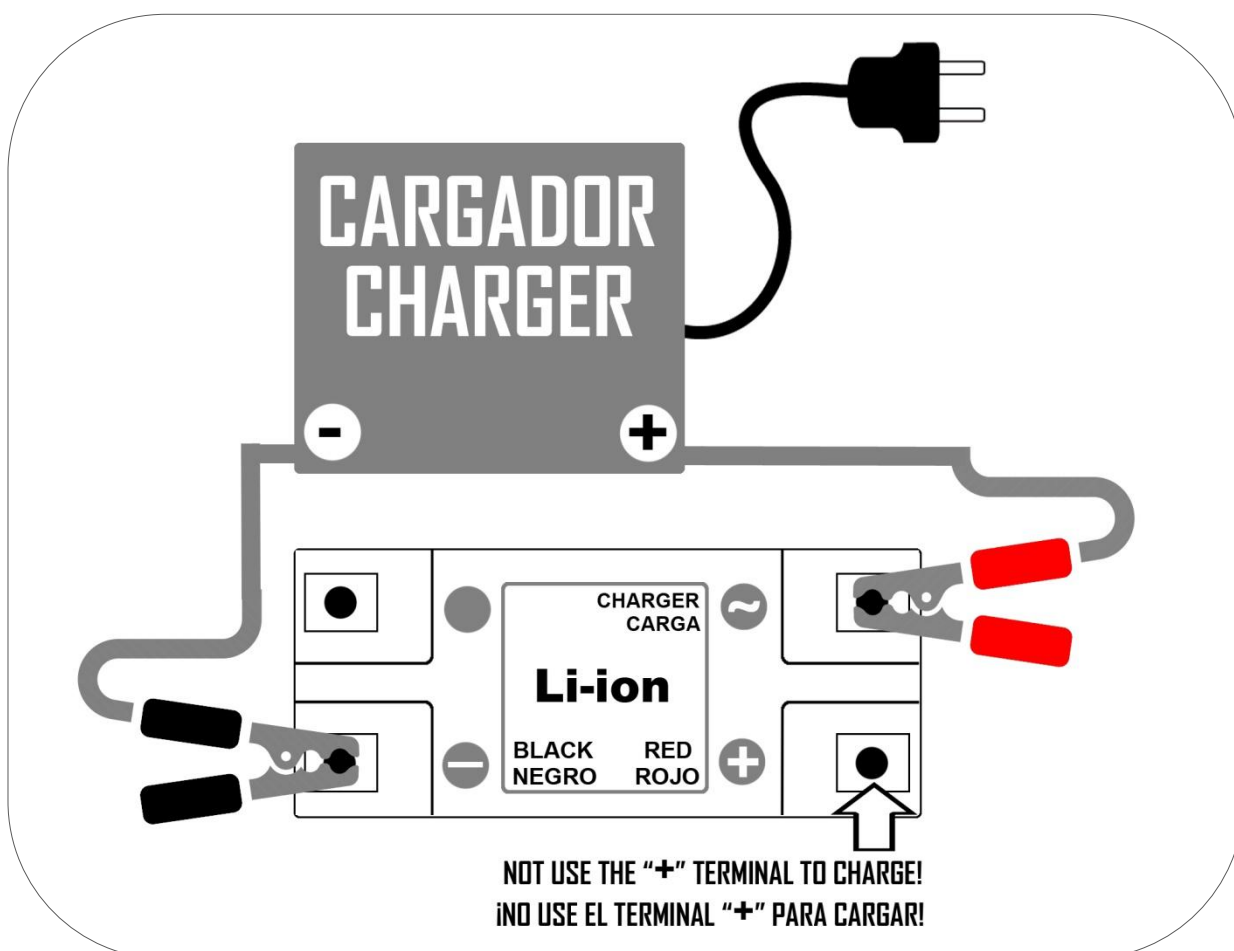 CARGADOR
CHARGER
- +
CHARGER ~
CARGA
Li-ion
BLACK RED
NEGRO ROJO
− +
NOT USE THE “+” TERMINAL TO CHARGE!
¡NO USE EL TERMINAL “+” PARA CARGAR!